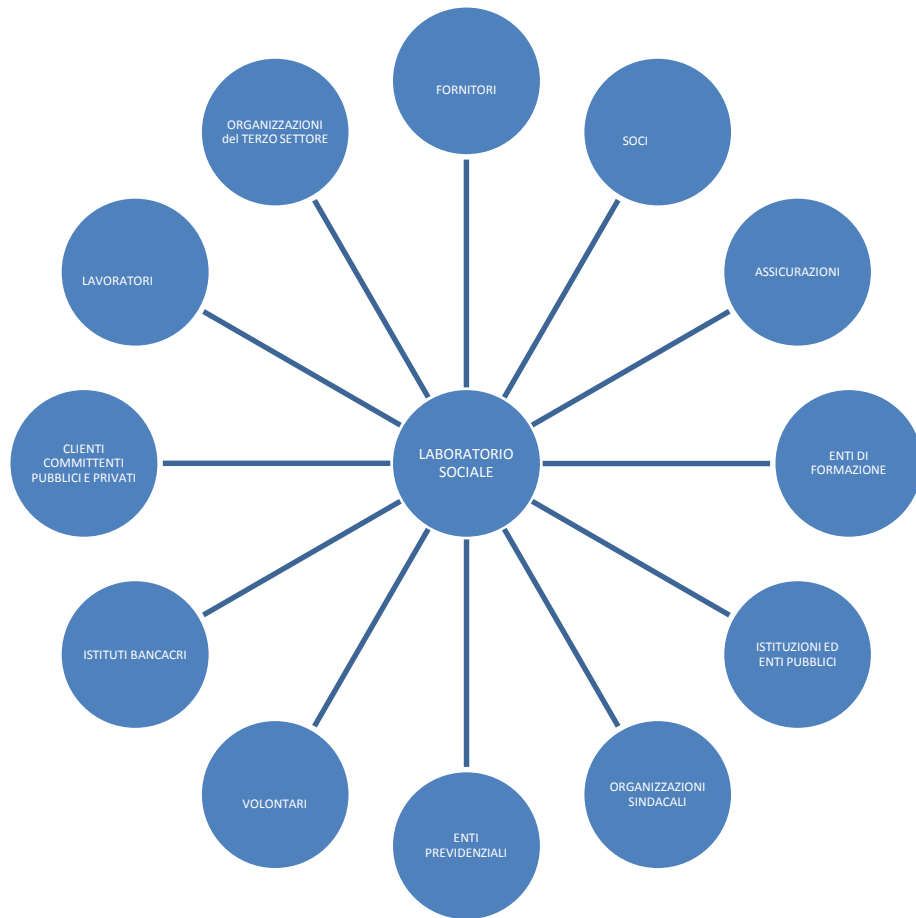 FORNITORI
SOCI
ASSICURAZIONI
ENTI DI
FORMAZIONE
ISTITUZIONI ED
ENTI PUBBLICI
ORGANIZZAZIONI
SINDACALI
ENTI
PREVIDENZIALI
VOLONTARI
ISTITUTI BANCACRI
CLIENTI
COMMITTENTI
PUBBLICI E PRIVATI
LAVORATORI
ORGANIZZAZIONI
del TERZO SETTORE
LABORATORIO
SOCIALE